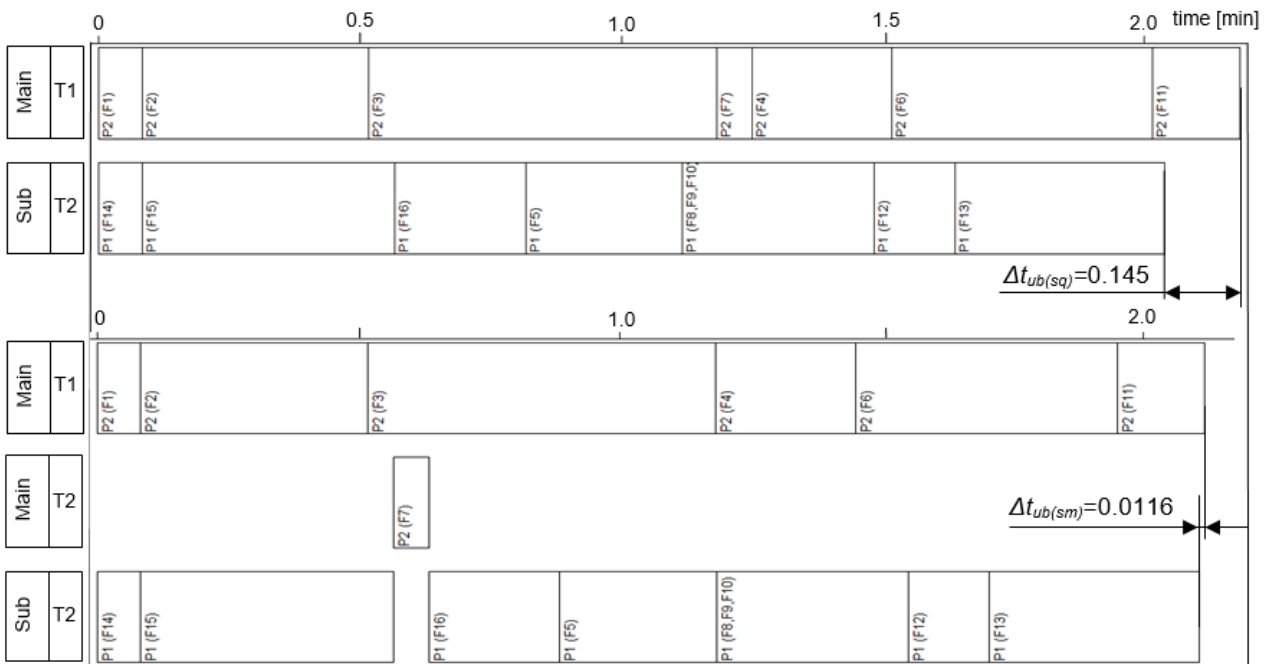 0 0.5 1.0 1.5 2.0 time [min]
Main T1 P2 (F1) P2 (F2) P2 (F3) P2 (F7) P2 (F4) P2 (F6) P2 (F11)
Sub T2 P1 (F14) P1 (F15) P1 (F16) P1 (F5) P1 (F8,F9,F10) P1 (F12) P1 (F13)
Δt_ub(sq)=0.145
0 1.0 2.0
Main T1 P2 (F1) P2 (F2) P2 (F3) P2 (F4) P2 (F6) P2 (F11)
Main T2 P2 (F7)
Δt_ub(sm)=0.0116
Sub T2 P1 (F14) P1 (F15) P1 (F16) P1 (F5) P1 (F8,F9,F10) P1 (F12) P1 (F13)